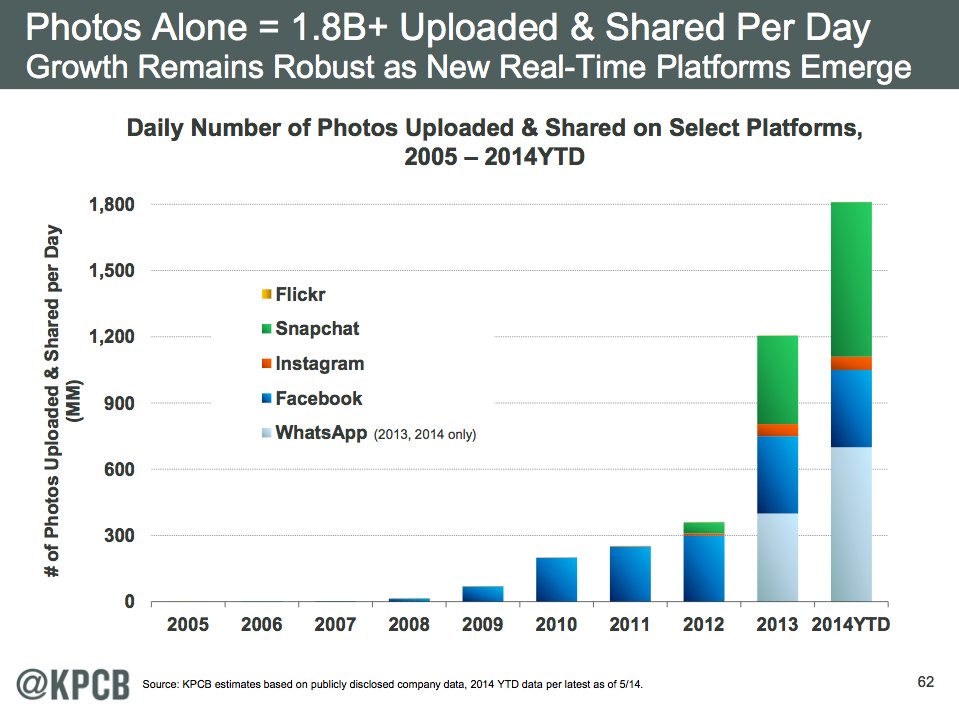 Photos Alone = 1.8B+ Uploaded & Shared Per Day
Growth Remains Robust as New Real-Time Platforms Emerge
Daily Number of Photos Uploaded & Shared on Select Platforms,
2005 – 2014YTD
# of Photos Uploaded & Shared per Day
(MM)
1,800
1,500
1,200
900
600
300
0
Flickr
Snapchat
Instagram
Facebook
WhatsApp (2013, 2014 only)
2005 2006 2007 2008 2009 2010 2011 2012 2013 2014YTD
@KPCB
Source: KPCB estimates based on publicly disclosed company data, 2014 YTD data per latest as of 5/14.
62